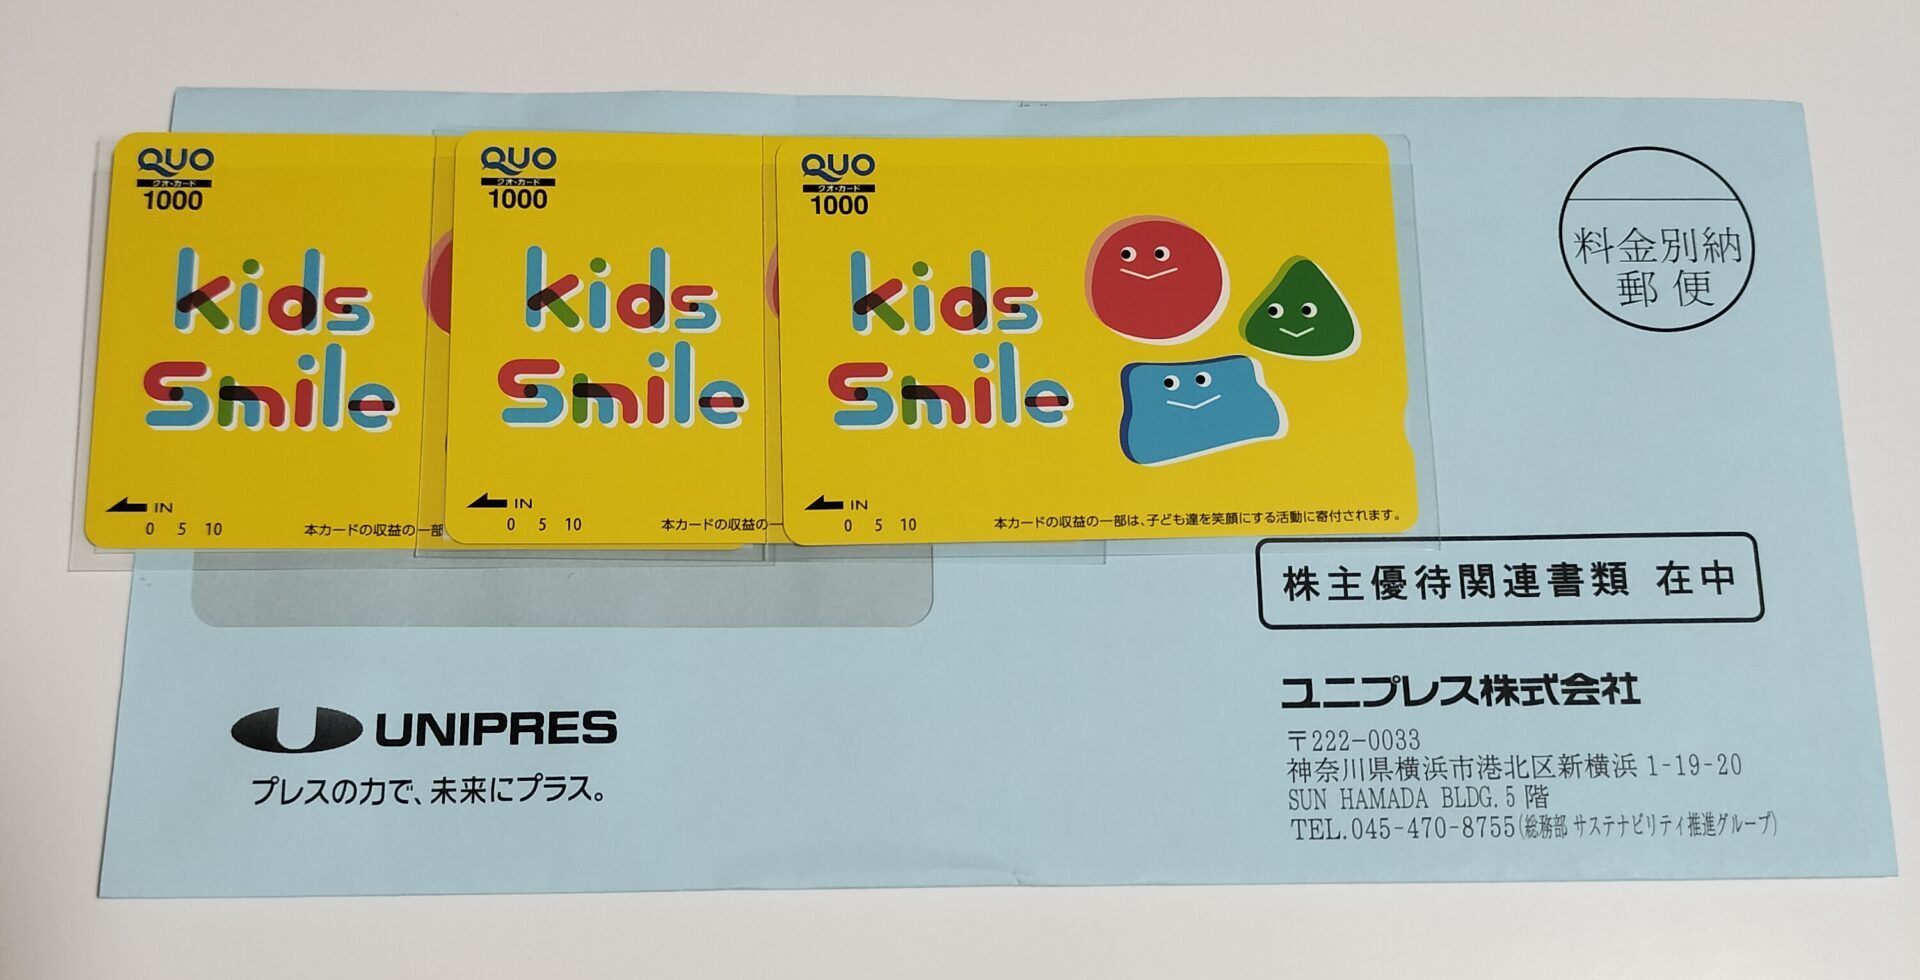 QUO
クオ・カード
1000
kids
Smile
IN
0 5 10
本カードの収益の一部
QUO
クオ・カード
1000
kids
Smile
IN
0 5 10
本カードの収益の一
QUO
クオ・カード
1000
kids
Smile
IN
0 5 10
本カードの収益の一部は、子ども達を笑顔にする活動に寄付されます。
料金別納
郵便
株主優待関連書類 在中
UNIPRES
プレスの力で、未来にプラス。
ユニプレス株式会社
〒222-0033
神奈川県横浜市港北区新横浜1-19-20
SUN HAMADA BLDG.5階
TEL.045-470-8755(総務部 サステナビリティ推進グループ)